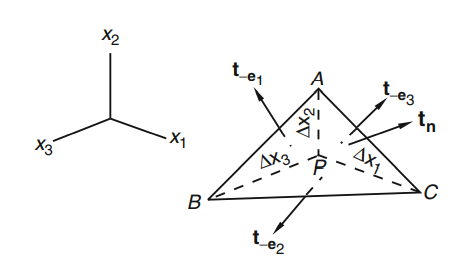 x₂
x₃
x₁
t₋e₁
A
t₋e₃
tₙ
Δx₂
Δx₃
P
Δx₁
B
C
t₋e₂